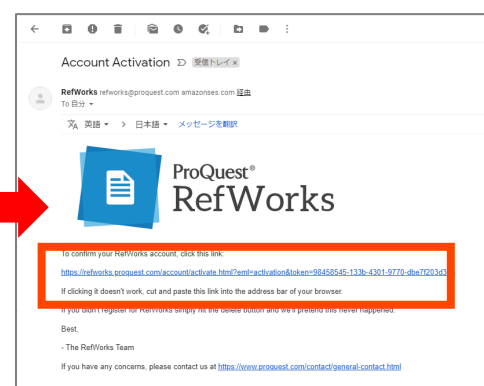 Account Activation 受信トレイ ×
RefWorks refworks@proquest.com amazonses.com 経由
To 自分
英語 > 日本語 メッセージを翻訳
ProQuest®
RefWorks
To confirm your RefWorks account, click this link:
https://refworks.proquest.com/account/activate.html?eml=activation&token=98458545-133b-4301-9770-dbe7f203d3
If clicking it doesn't work, cut and paste this link into the address bar of your browser.
If you didn't register for RefWorks simply hit the delete button and we'll pretend this never happened.
Best,
- The RefWorks Team
If you have any concerns, please contact us at https://www.proquest.com/contact/general-contact.html